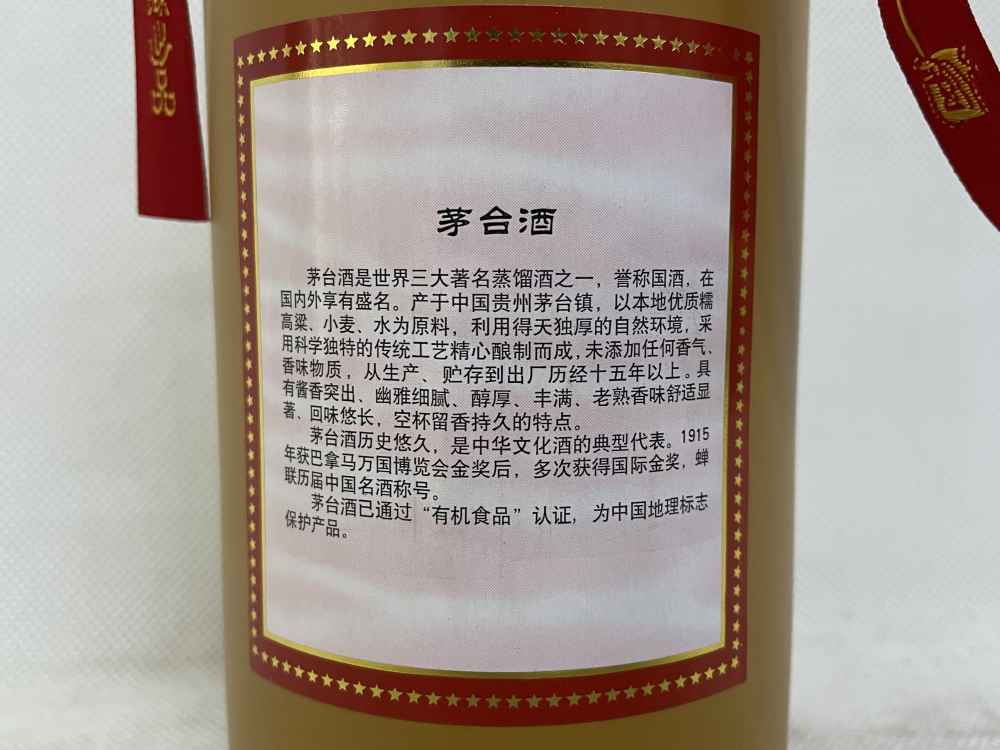 茅台酒
茅台酒是世界三大著名蒸馏酒之一，誉称国酒，在
国内外享有盛名。产于中国贵州茅台镇，以本地优质糯
高粱、小麦、水为原料，利用得天独厚的自然环境，采
用科学独特的传统工艺精心酿制而成，未添加任何香气、
香味物质，从生产、贮存到出厂历经十五年以上。具
有酱香突出、幽雅细腻、醇厚、丰满、老熟香味舒适显
著、回味悠长，空杯留香持久的特点。
茅台酒历史悠久，是中华文化酒的典型代表。1915
年获巴拿马万国博览会金奖后，多次获得国际金奖，蝉
联历届中国名酒称号。
茅台酒已通过“有机食品”认证，为中国地理标志
保护产品。
品
酒